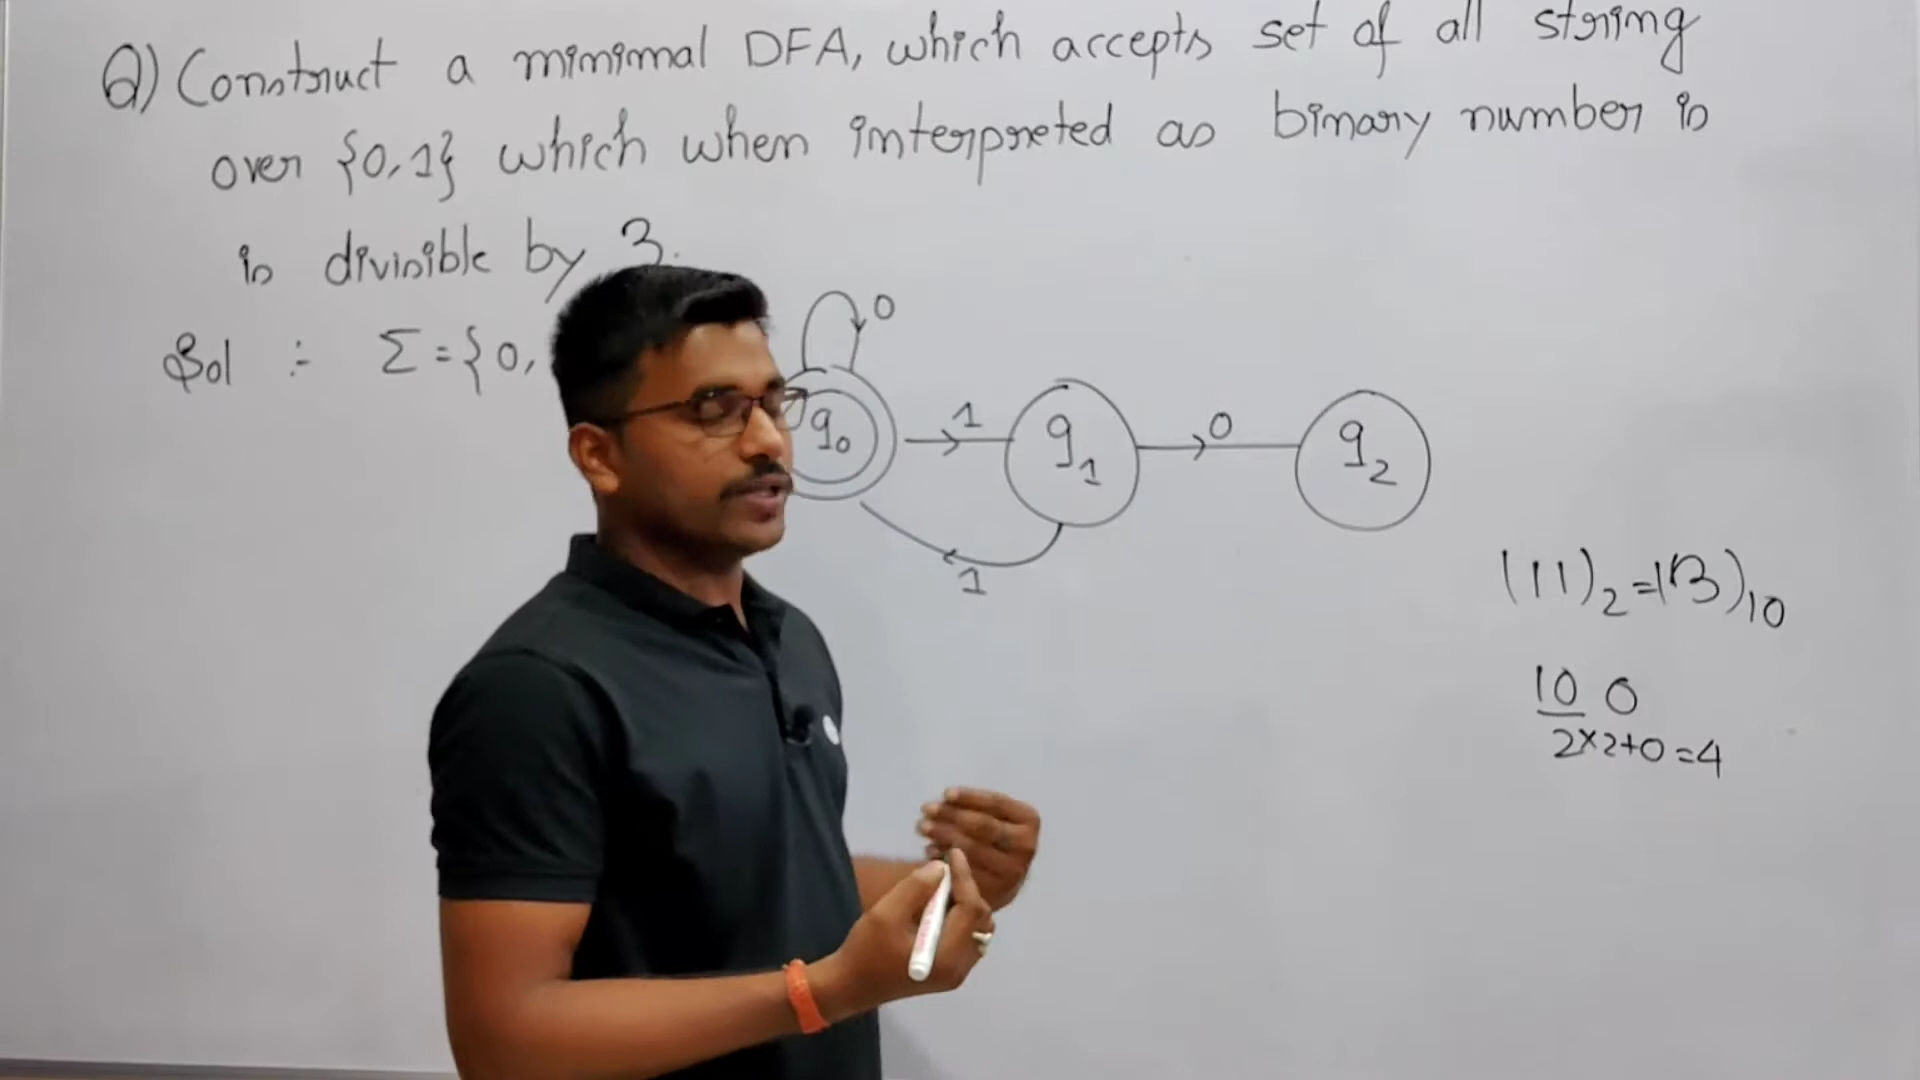 Q) Construct a minimal DFA, which accepts set of all string
over {0,1} which when interpreted as binary number is
is divisible by 3.
Sol :- Σ={0,
0
q0 1 q1 0 q2
1
(11)2=(3)10
10 0
2×2+0=4